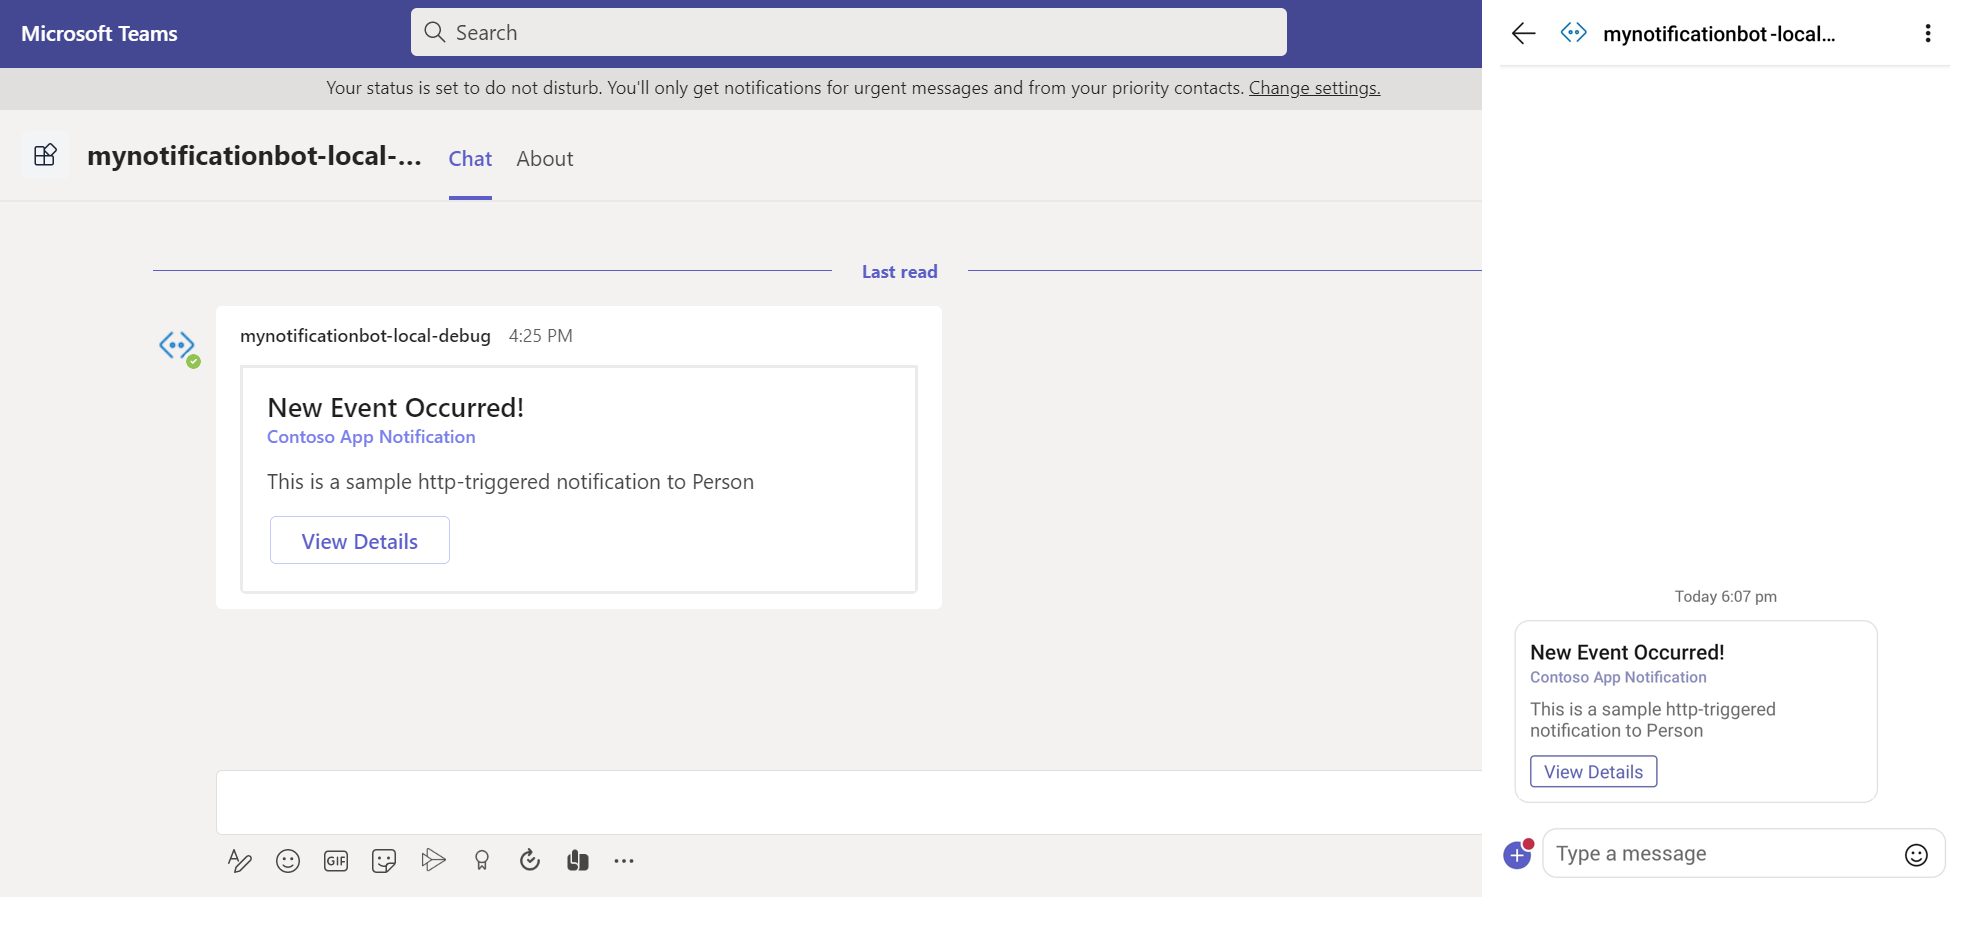 Microsoft Teams
Search
Your status is set to do not disturb. You'll only get notifications for urgent messages and from your priority contacts. Change settings.
mynotificationbot-local-...
Chat
About
Last read
mynotificationbot-local-debug 4:25 PM
New Event Occurred!
Contoso App Notification
This is a sample http-triggered notification to Person
View Details
GIF
mynotificationbot-local...
Today 6:07 pm
New Event Occurred!
Contoso App Notification
This is a sample http-triggered
notification to Person
View Details
Type a message